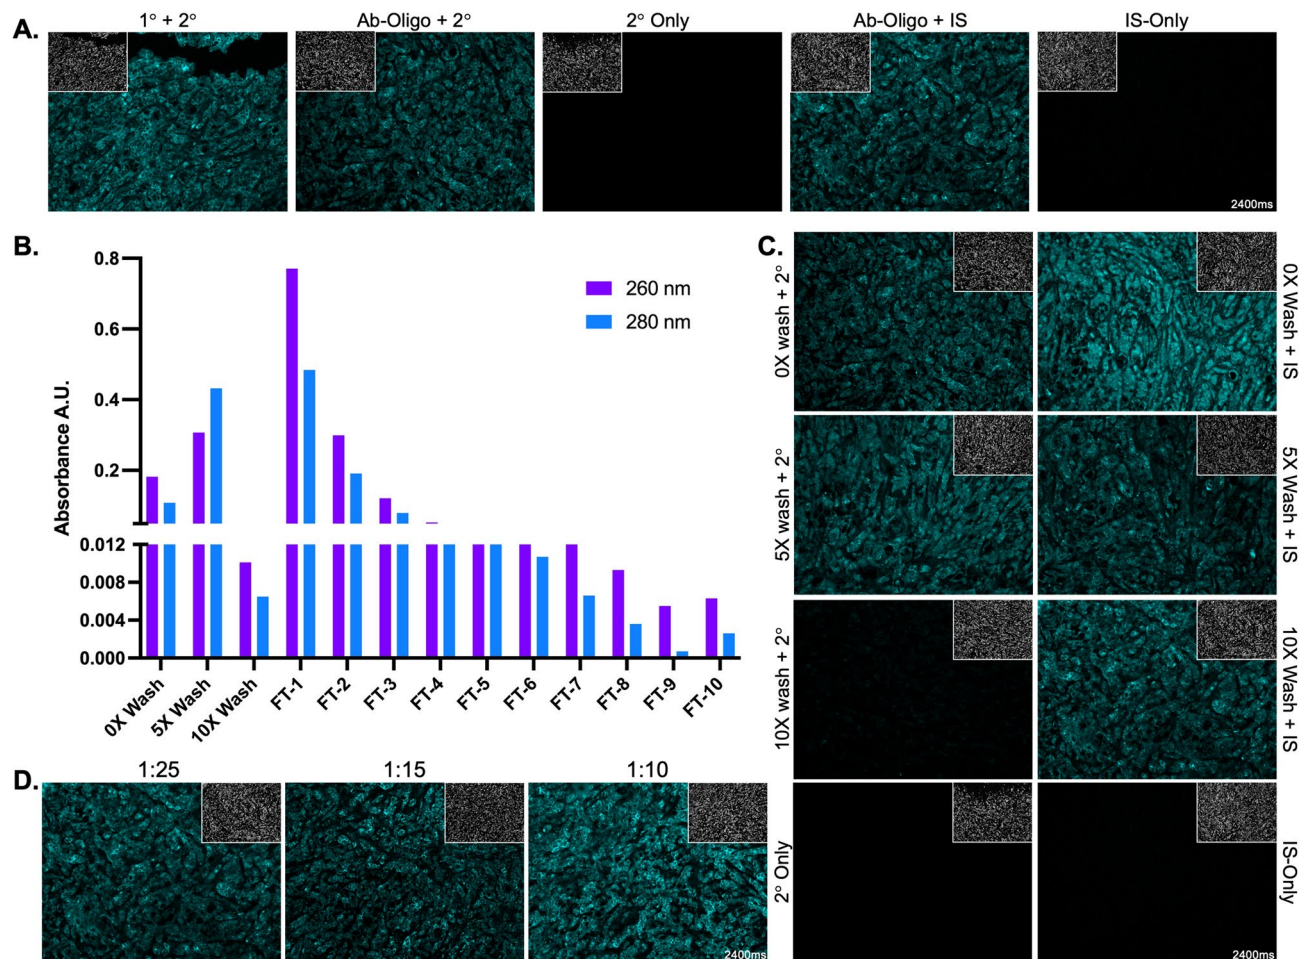 A.
1° + 2°
Ab-Oligo + 2°
2° Only
Ab-Oligo + IS
IS-Only
2400ms
B.
Absorbance A.U.
0.8
0.6
0.4
0.2
0.012
0.008
0.004
0.000
260 nm
280 nm
0X Wash
5X Wash
10X Wash
FT-1
FT-2
FT-3
FT-4
FT-5
FT-6
FT-7
FT-8
FT-9
FT-10
C.
0X wash + 2°
0X Wash + IS
5X wash + 2°
5X Wash + IS
10X wash + 2°
10X Wash + IS
2° Only
IS-Only
2400ms
D.
1:25
1:15
1:10
2400ms